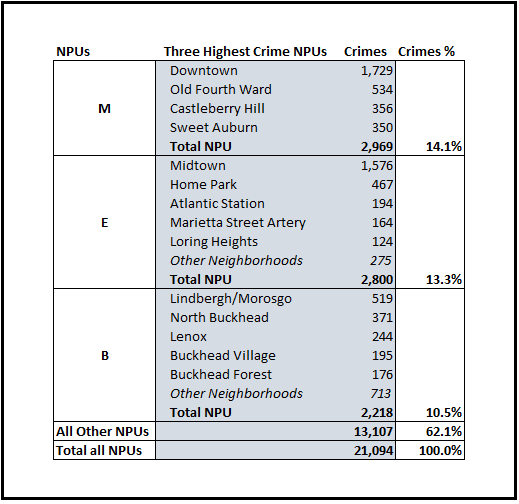 NPUs Three Highest Crime NPUs Crimes Crimes %
Downtown 1,729
Old Fourth Ward 534
M Castleberry Hill 356
Sweet Auburn 350
Total NPU 2,969 14.1%
Midtown 1,576
Home Park 467
Atlantic Station 194
E Marietta Street Artery 164
Loring Heights 124
Other Neighborhoods 275
Total NPU 2,800 13.3%
Lindbergh/Morosgo 519
North Buckhead 371
Lenox 244
B Buckhead Village 195
Buckhead Forest 176
Other Neighborhoods 713
Total NPU 2,218 10.5%
All Other NPUs 13,107 62.1%
Total all NPUs 21,094 100.0%